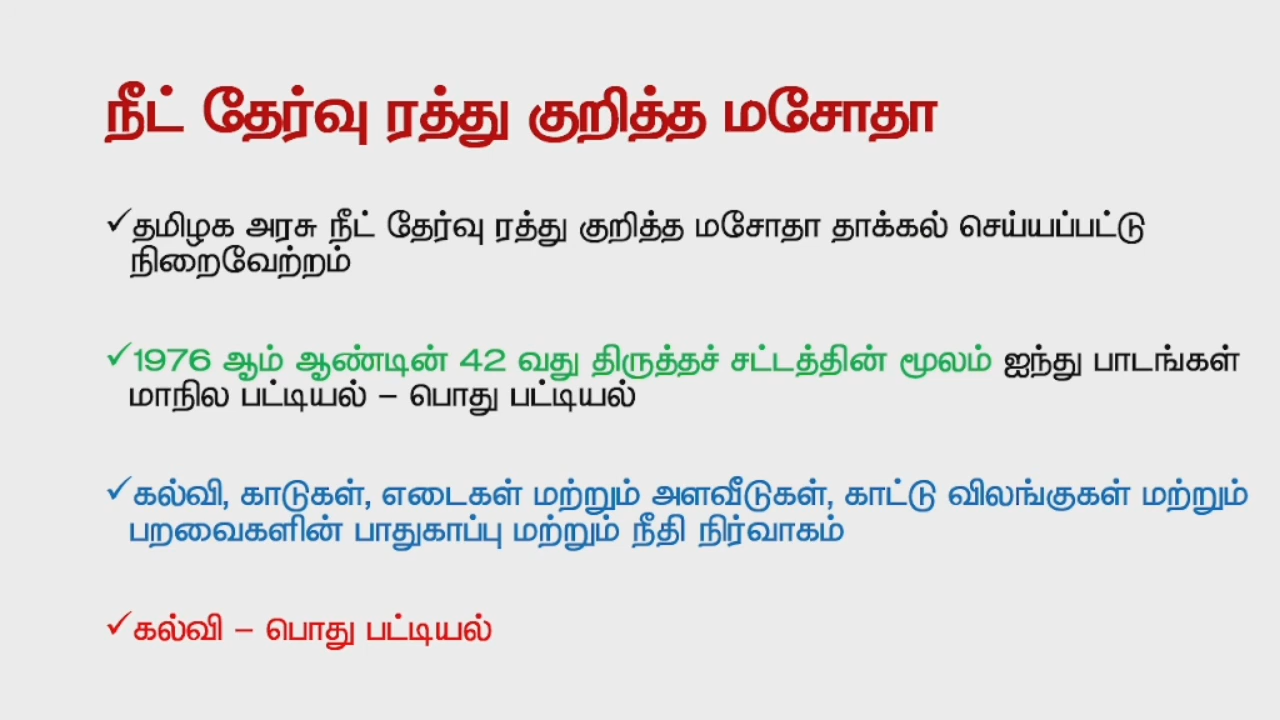 நீட் தேர்வு ரத்து குறித்த மசோதா
✓தமிழக அரசு நீட் தேர்வு ரத்து குறித்த மசோதா தாக்கல் செய்யப்பட்டு
நிறைவேற்றம்
✓1976 ஆம் ஆண்டின் 42 வது திருத்தச் சட்டத்தின் மூலம் ஐந்து பாடங்கள்
மாநில பட்டியல் – பொது பட்டியல்
✓கல்வி, காடுகள், எடைகள் மற்றும் அளவீடுகள், காட்டு விலங்குகள் மற்றும்
பறவைகளின் பாதுகாப்பு மற்றும் நீதி நிர்வாகம்
✓கல்வி – பொது பட்டியல்